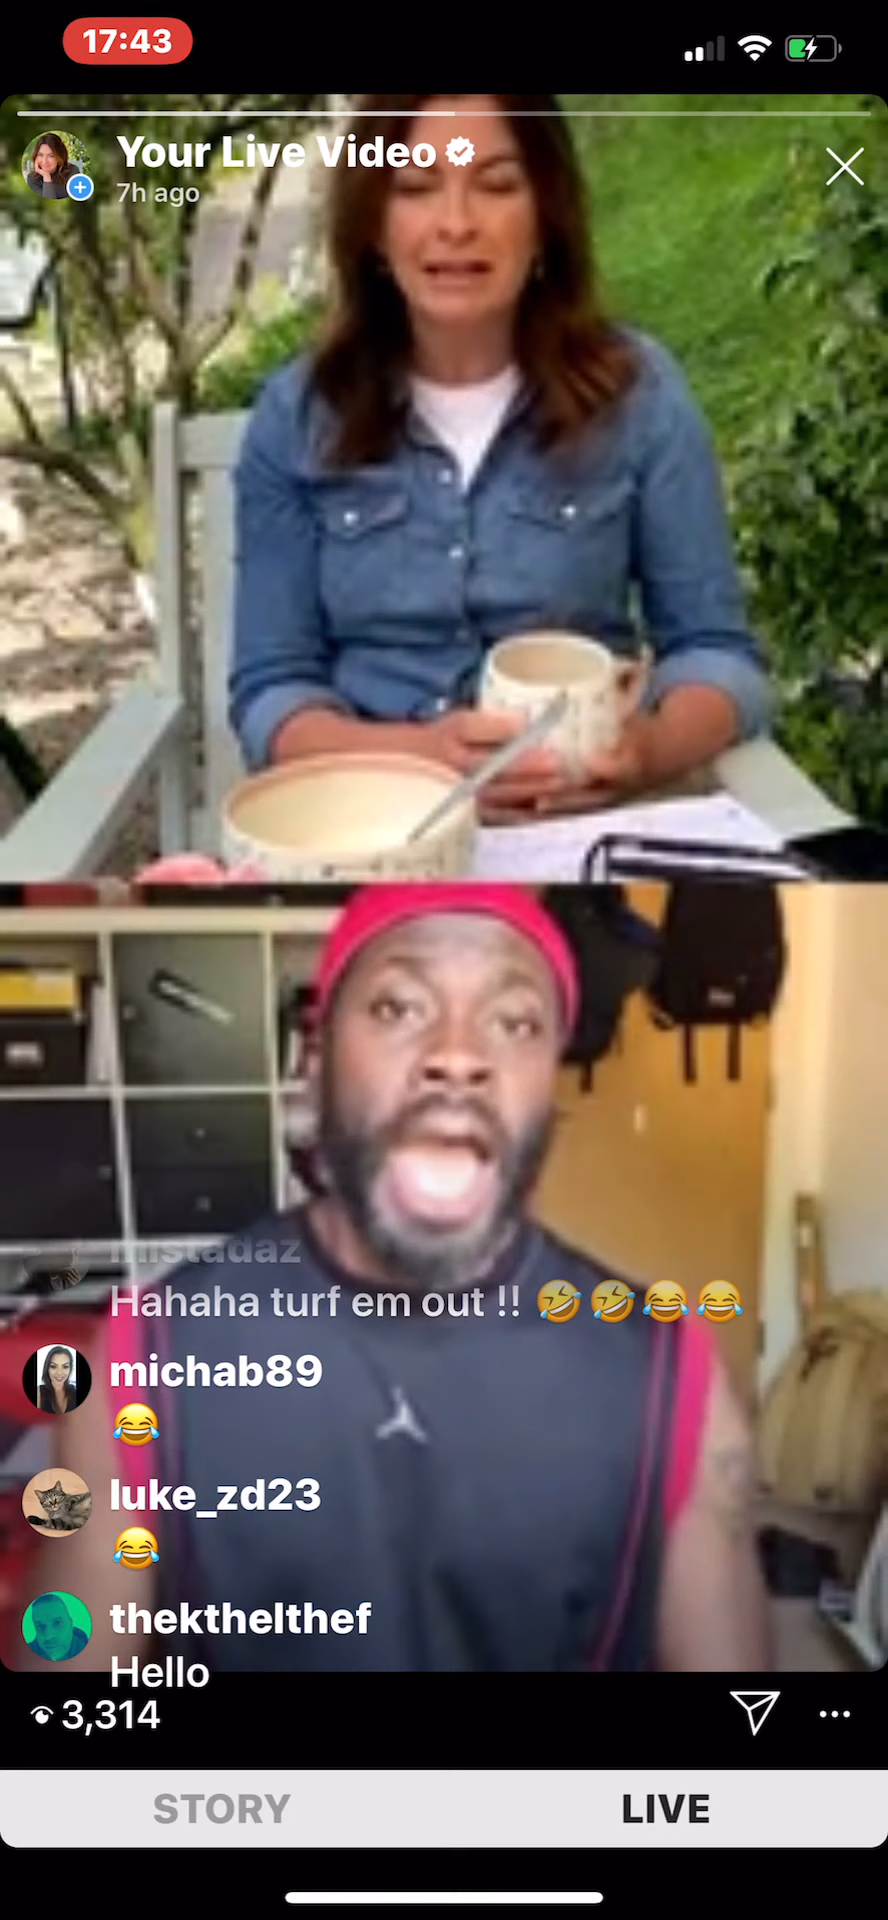 17:43
Your Live Video
7h ago
mistadaz
Hahaha turf em out !! 🤣🤣😂😂
michab89
😂
luke_zd23
😂
thekthelthef
Hello
3,314
STORY
LIVE